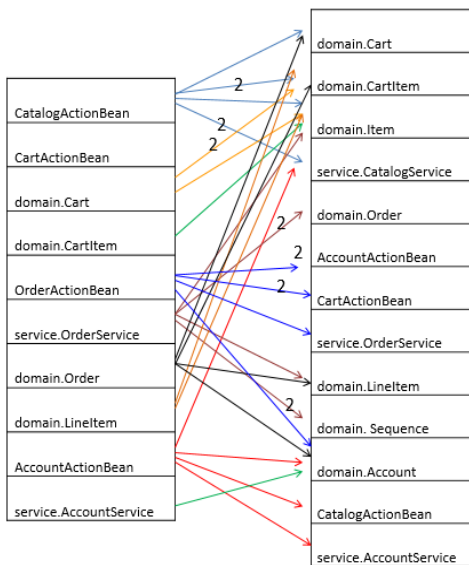 CatalogActionBean
CartActionBean
domain.Cart
domain.CartItem
OrderActionBean
service.OrderService
domain.Order
domain.LineItem
AccountActionBean
service.AccountService
2
2
2
2
2
2
2
domain.Cart
domain.CartItem
domain.Item
service.CatalogService
domain.Order
AccountActionBean
CartActionBean
service.OrderService
domain.LineItem
domain. Sequence
domain.Account
CatalogActionBean
service.AccountService